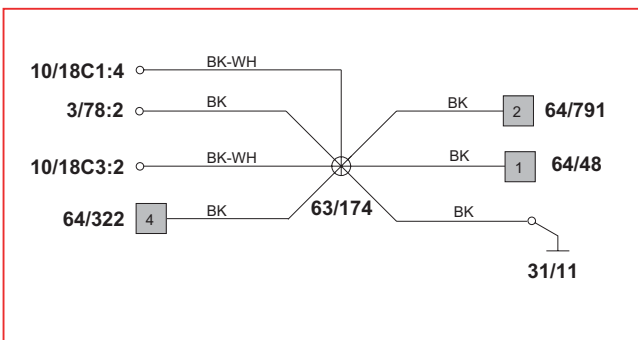 10/18C1:4 BK-WH
3/78:2 BK BK 2 64/791
10/18C3:2 BK-WH BK 1 64/48
64/322 4 BK 63/174 BK
31/11